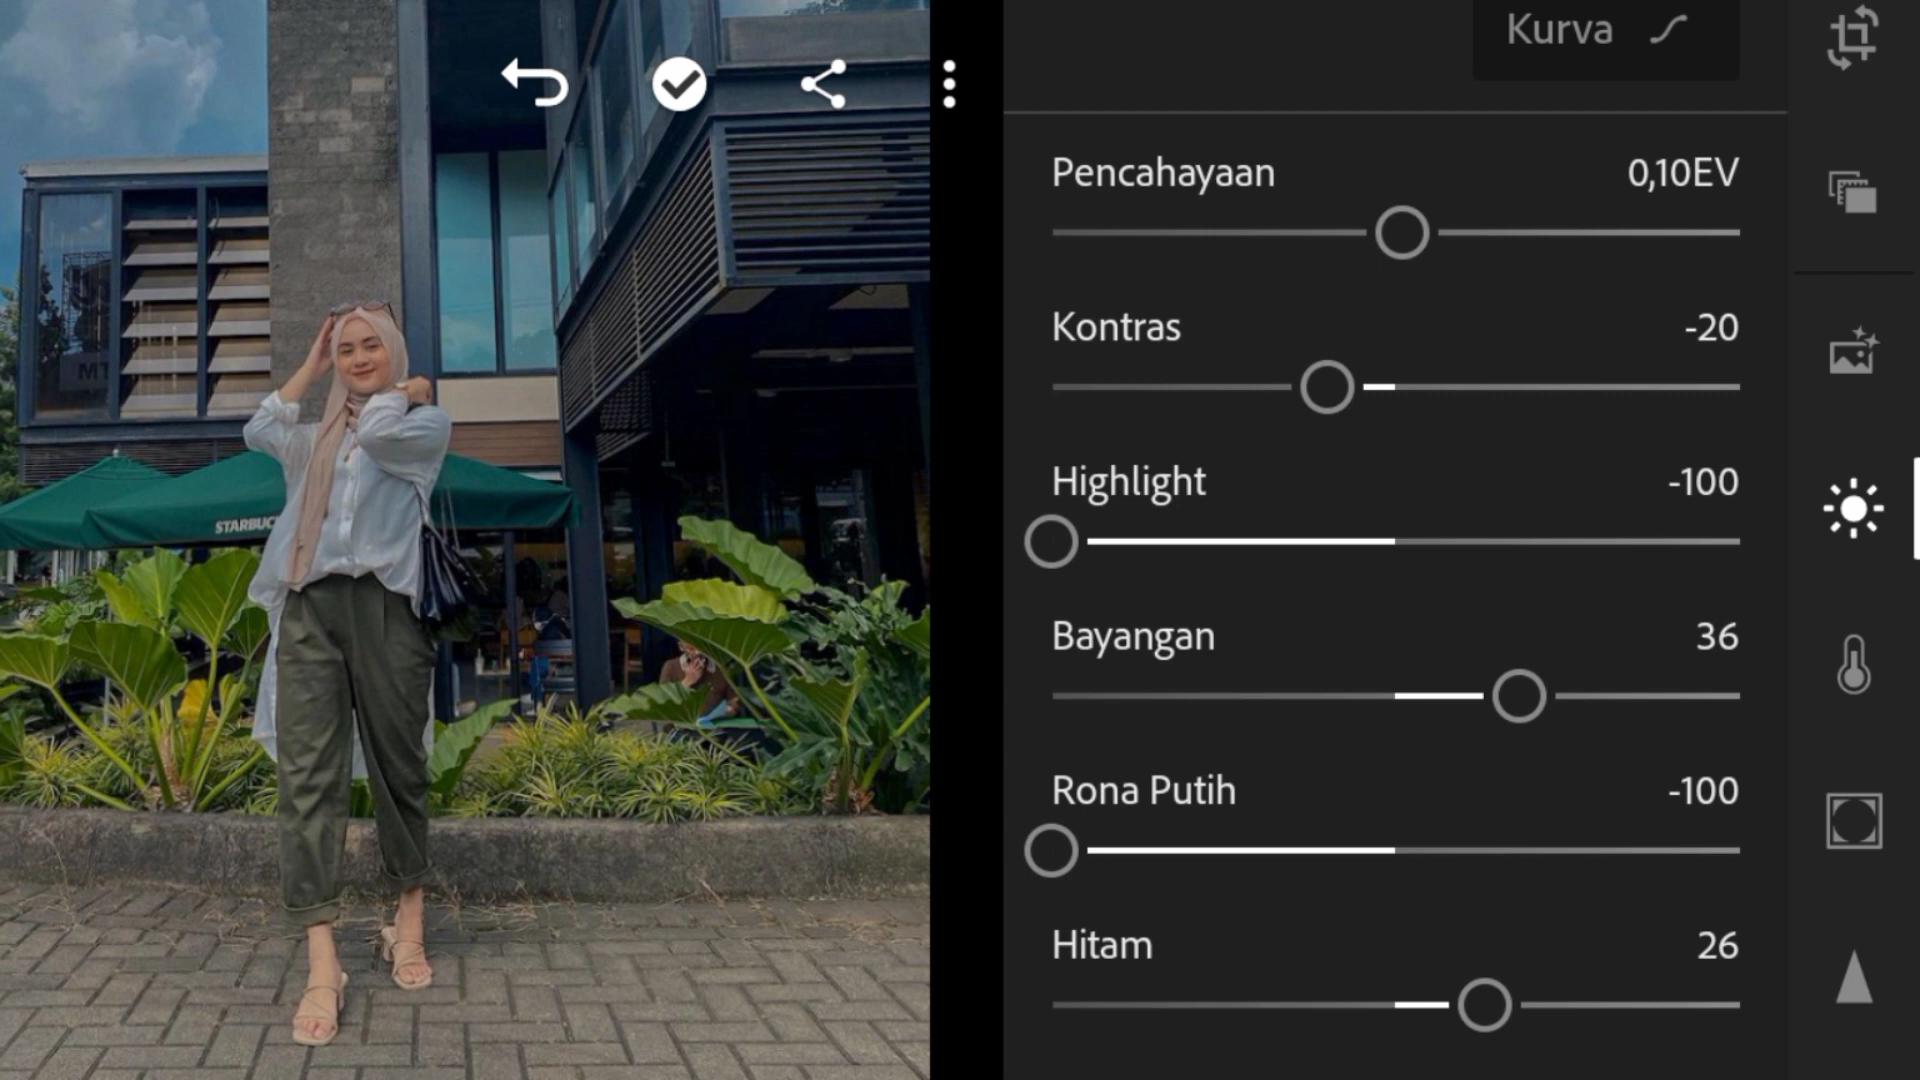 STARBUC
Kurva
Pencahayaan 0,10EV
Kontras -20
Highlight -100
Bayangan 36
Rona Putih -100
Hitam 26